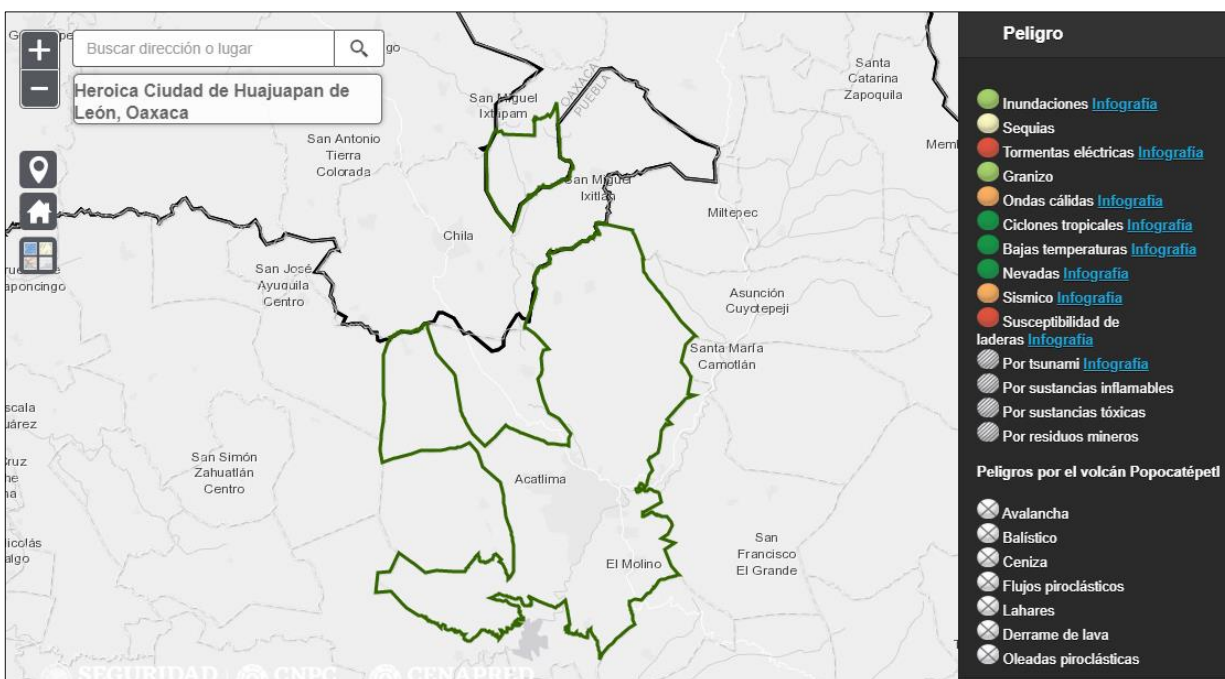 +
−
Buscar dirección o lugar
Heroica Ciudad de Huajuapan de
León, Oaxaca
go
San Miguel
Ixtapam
OAXACA
PUEBLA
Santa
Catarina
Zapoquila
San Antonio
Tierra
Colorada
San Miguel
Ixitlán
Miltepec
Chila
San José
Ayuquila
Centro
aponcingo
Asunción
Cuyotepeji
Santa María
Camotlán
scala
uárez
San Simón
Zahuatlán
Centro
Acatlima
San
Francisco
El Grande
El Molino
SEGURIDAD
CNPC
CENAPRED
Peligro
Inundaciones Infografía
Sequias
Tormentas eléctricas Infografía
Granizo
Ondas cálidas Infografía
Ciclones tropicales Infografía
Bajas temperaturas Infografía
Nevadas Infografía
Sismico Infografía
Susceptibilidad de
laderas Infografía
Por tsunami Infografía
Por sustancias inflamables
Por sustancias tóxicas
Por residuos mineros
Peligros por el volcán Popocatépetl
Avalancha
Balístico
Ceniza
Flujos piroclásticos
Lahares
Derrame de lava
Oleadas piroclásticas